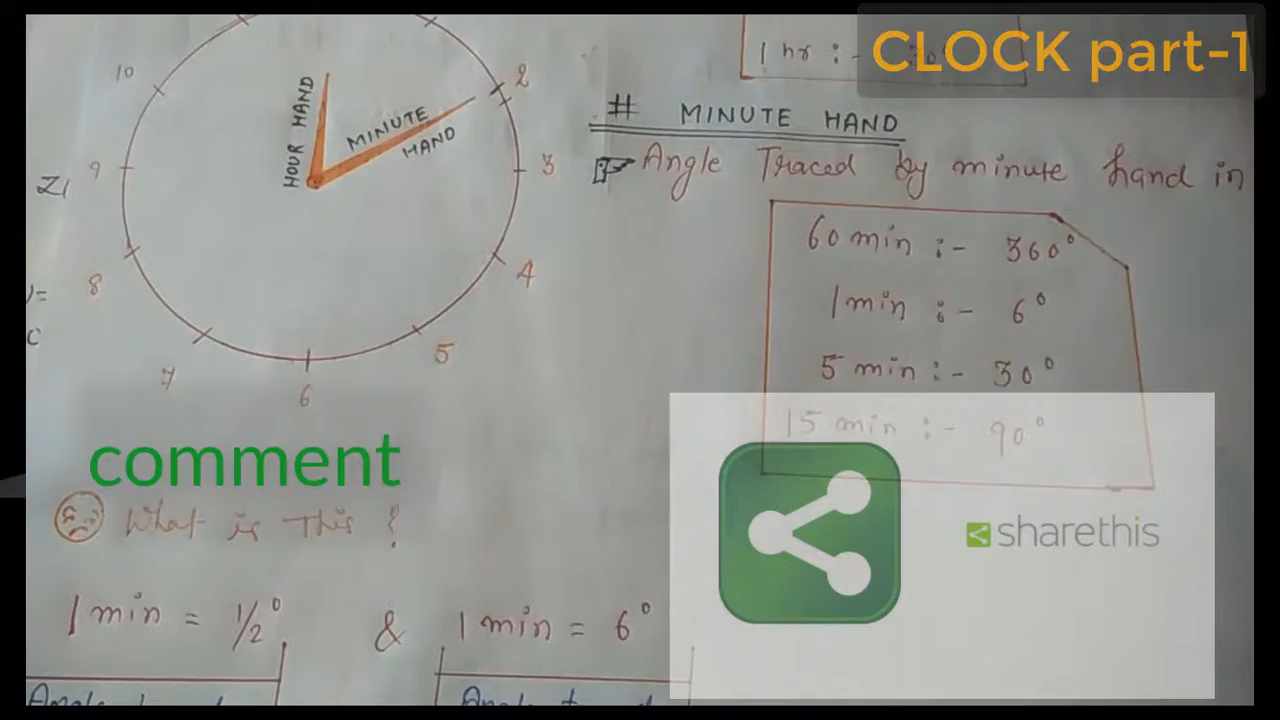 CLOCK part-1
1 hr :- 30°
# MINUTE HAND
Angle Traced by minute hand in
60 min :- 360°
1 min :- 6°
5 min :- 30°
15 min :- 90°
10
2
9
3
8
4
7
5
6
HOUR HAND
MINUTE
HAND
comment
sharethis
What is This ?
1 min = 1/2° & 1 min = 6°